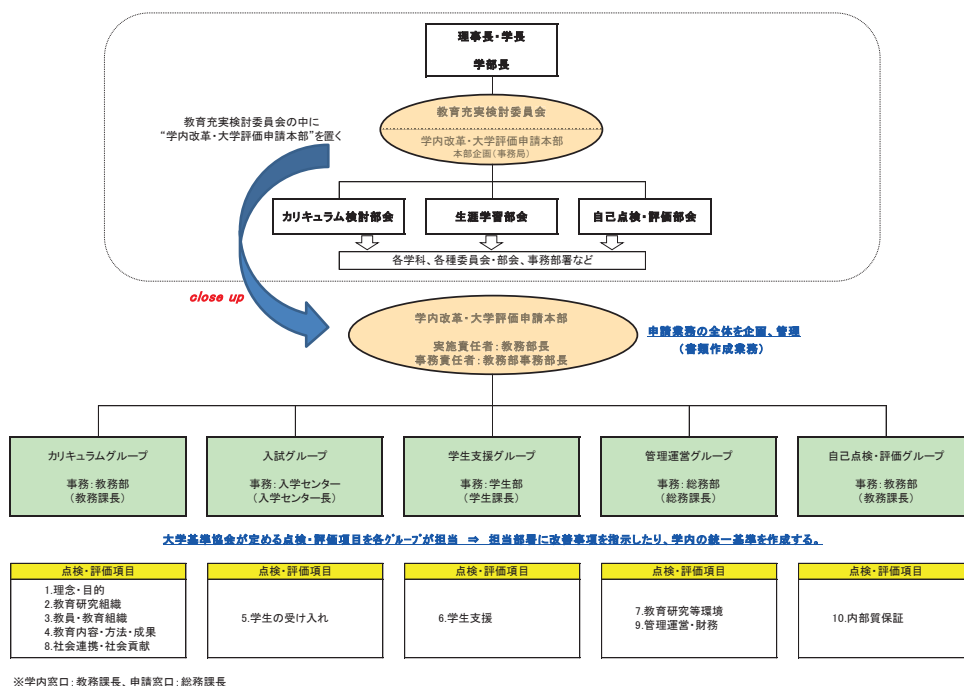 理事長・学長
学部長
教育充実検討委員会の中に
“学内改革・大学評価申請本部”を置く
教育充実検討委員会
学内改革・大学評価申請本部
本部企画(事務局)
カリキュラム検討部会
生涯学習部会
自己点検・評価部会
各学科、各種委員会・部会、事務部署など
close up
学内改革・大学評価申請本部
実施責任者:教務部長
事務責任者:教務部事務部長
申請業務の全体を企画、管理
(書類作成業務)
カリキュラムグループ
事務:教務部
(教務課長)
入試グループ
事務:入学センター
(入学センター長)
学生支援グループ
事務:学生部
(学生課長)
管理運営グループ
事務:総務部
(総務課長)
自己点検・評価グループ
事務:教務部
(教務課長)
大学基準協会が定める点検・評価項目を各グループが担当 ⇒ 担当部署に改善事項を指示したり、学内の統一基準を作成する。
点検・評価項目
1.理念・目的
2.教育研究組織
3.教員・教育組織
4.教育内容・方法・成果
8.社会連携・社会貢献
点検・評価項目
5.学生の受け入れ
点検・評価項目
6.学生支援
点検・評価項目
7.教育研究等環境
9.管理運営・財務
点検・評価項目
10.内部質保証
※学内窓口:教務課長、申請窓口:総務課長